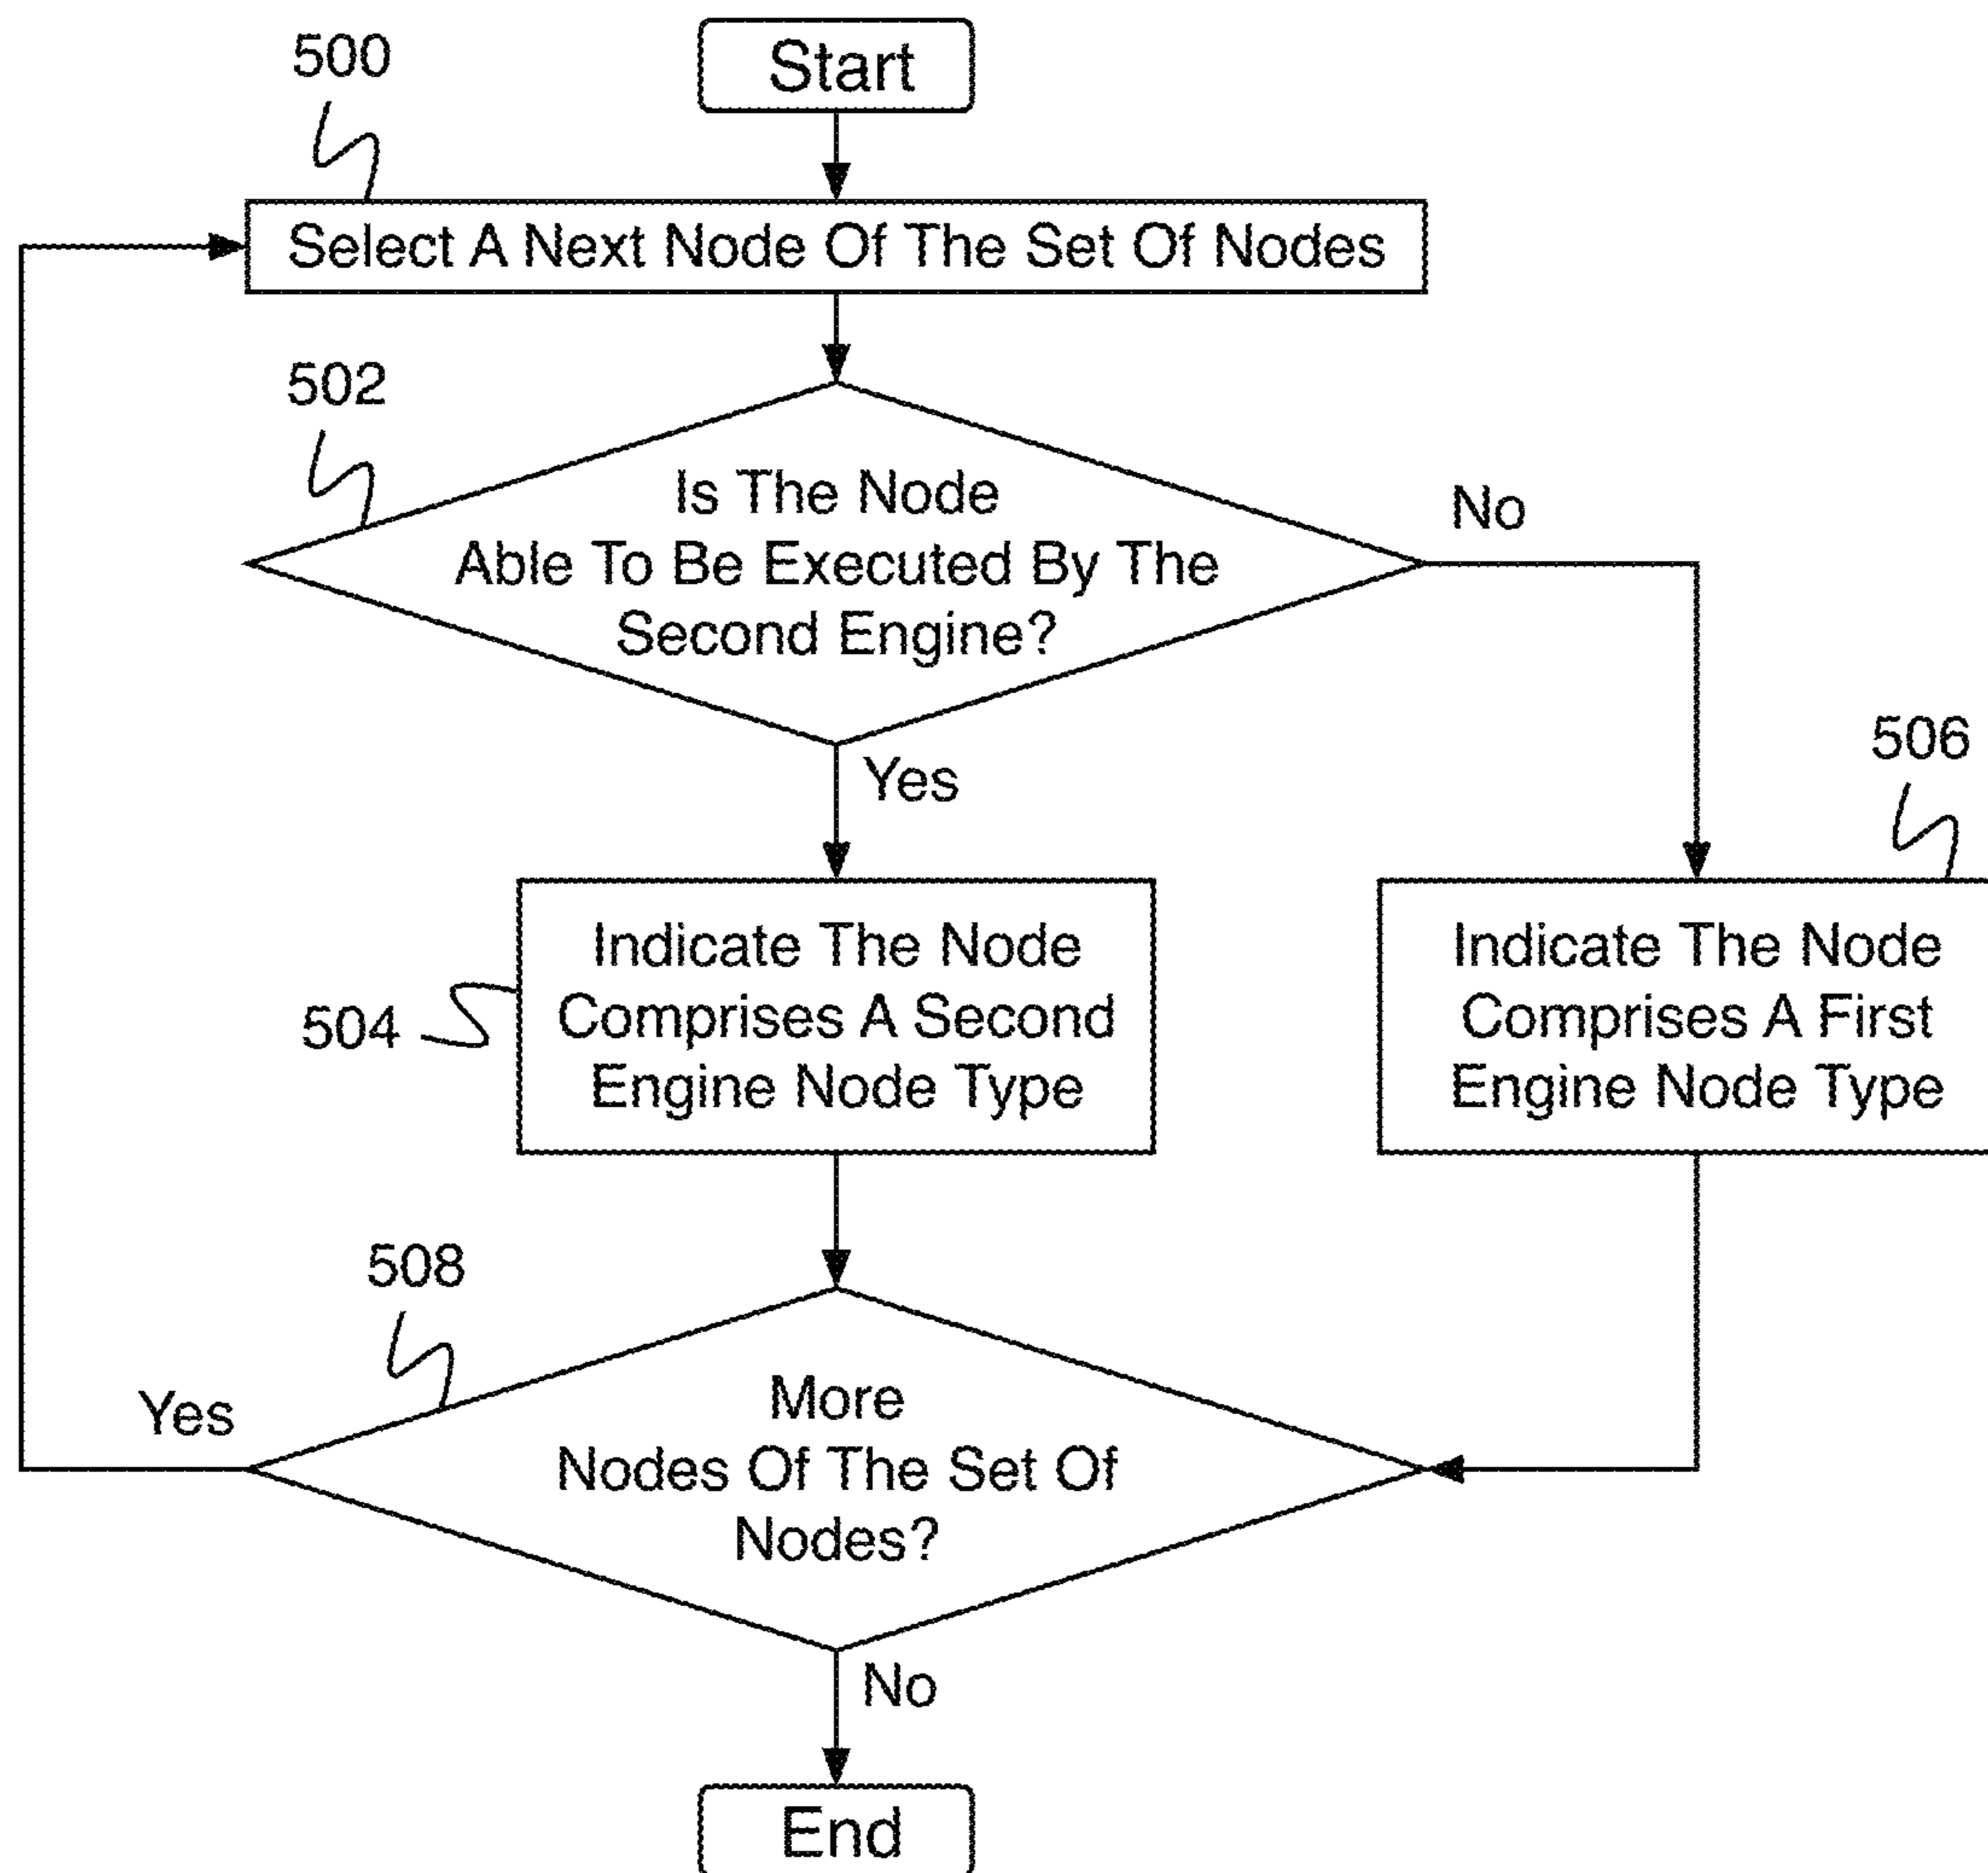 Start
500
Select A Next Node Of The Set Of Nodes
502
Is The Node
Able To Be Executed By The
Second Engine?
No
Yes
506
504
Indicate The Node
Comprises A Second
Engine Node Type
Indicate The Node
Comprises A First
Engine Node Type
508
More
Nodes Of The Set Of
Nodes?
Yes
No
End